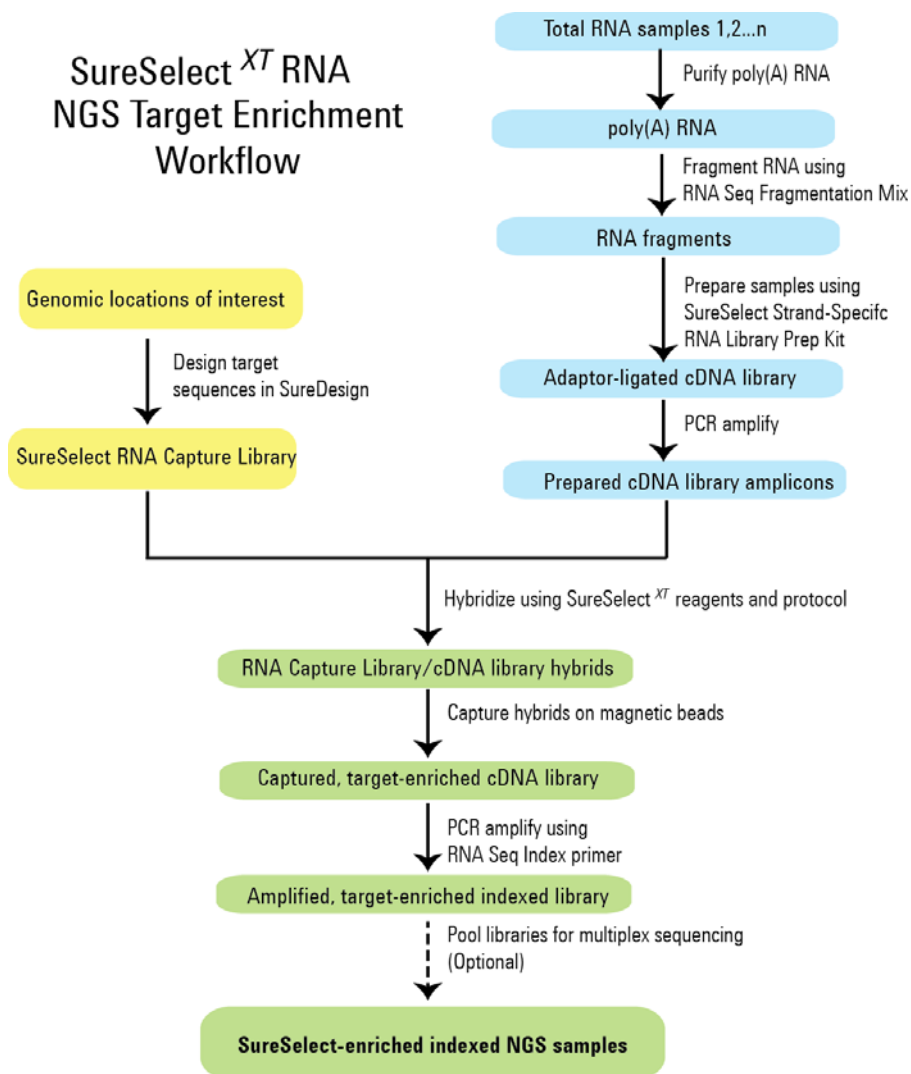 SureSelect XT RNA
NGS Target Enrichment
Workflow
Total RNA samples 1,2...n
Purify poly(A) RNA
poly(A) RNA
Fragment RNA using
RNA Seq Fragmentation Mix
RNA fragments
Prepare samples using
SureSelect Strand-Specifc
RNA Library Prep Kit
Adaptor-ligated cDNA library
PCR amplify
Prepared cDNA library amplicons
Genomic locations of interest
Design target
sequences in SureDesign
SureSelect RNA Capture Library
Hybridize using SureSelect XT reagents and protocol
RNA Capture Library/cDNA library hybrids
Capture hybrids on magnetic beads
Captured, target-enriched cDNA library
PCR amplify using
RNA Seq Index primer
Amplified, target-enriched indexed library
Pool libraries for multiplex sequencing
(Optional)
SureSelect-enriched indexed NGS samples